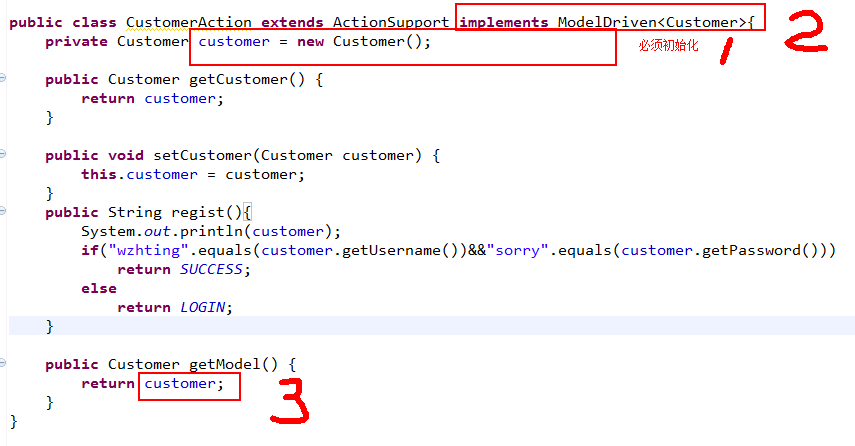 public class CustomerAction extends ActionSupport implements ModelDriven<Customer>{ 2
private Customer customer = new Customer(); 必须初始化 1
public Customer getCustomer() {
return customer;
}
public void setCustomer(Customer customer) {
this.customer = customer;
}
public String regist(){
System.out.println(customer);
if("wzhting".equals(customer.getUsername())&&"sorry".equals(customer.getPassword()))
return SUCCESS;
else
return LOGIN;
}
public Customer getModel() {
return customer; 3
}
}